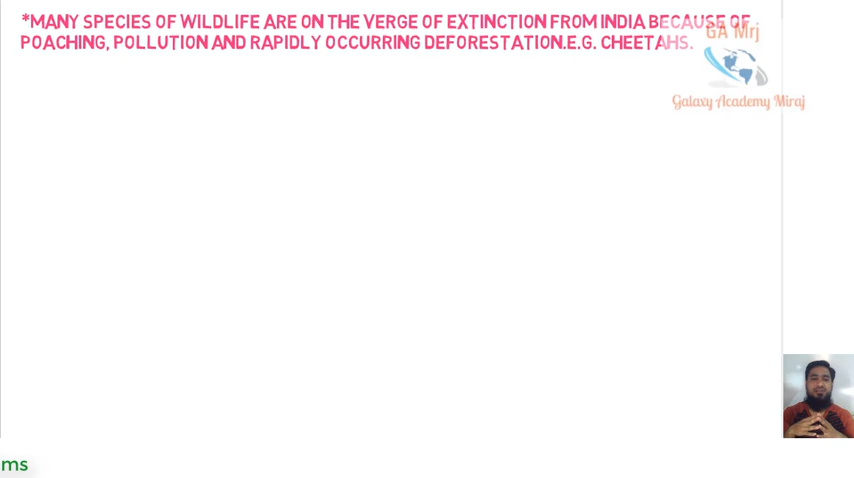 *MANY SPECIES OF WILDLIFE ARE ON THE VERGE OF EXTINCTION FROM INDIA BECAUSE OF
POACHING, POLLUTION AND RAPIDLY OCCURRING DEFORESTATION.E.G. CHEETAHS.
GA Mrj
Galaxy Academy Miraj
ms